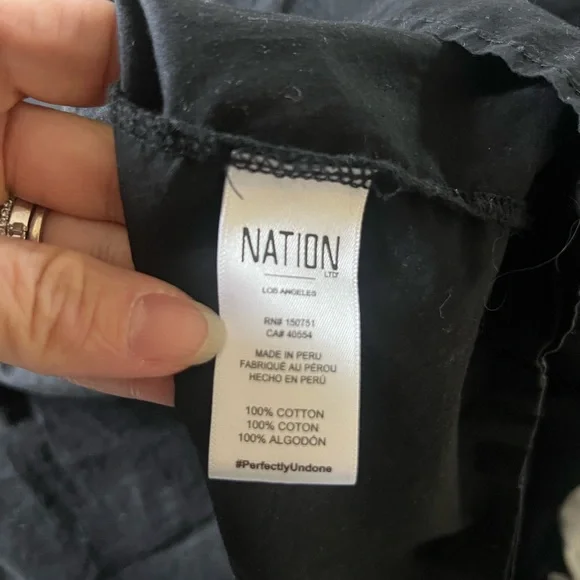 NATION
LTD
LOS ANGELES
RN# 150751
CA# 40554
MADE IN PERU
FABRIQUÉ AU PÉROU
HECHO EN PERÚ
100% COTTON
100% COTON
100% ALGODÓN
#PerfectlyUndone